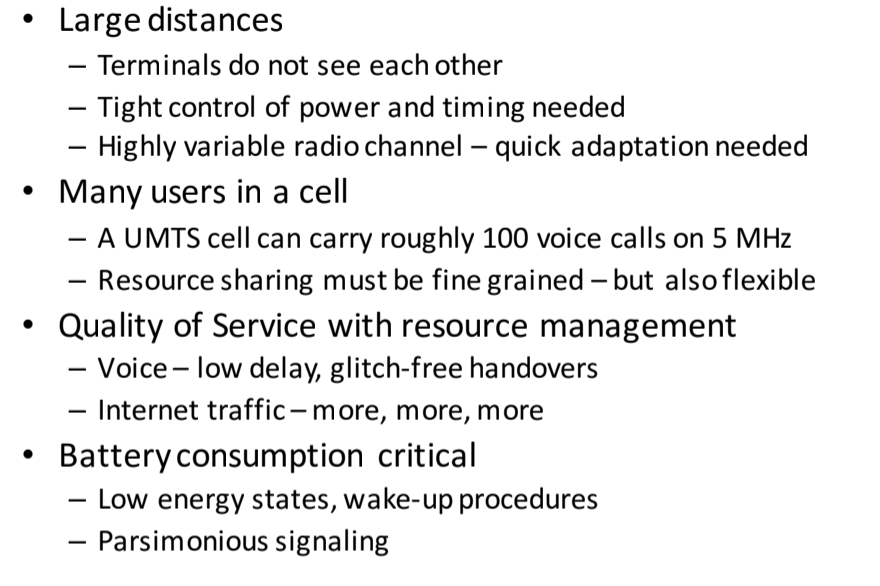 • Large distances
– Terminals do not see each other
– Tight control of power and timing needed
– Highly variable radio channel – quick adaptation needed
• Many users in a cell
– A UMTS cell can carry roughly 100 voice calls on 5 MHz
– Resource sharing must be fine grained – but also flexible
• Quality of Service with resource management
– Voice – low delay, glitch-free handovers
– Internet traffic – more, more, more
• Battery consumption critical
– Low energy states, wake-up procedures
– Parsimonious signaling